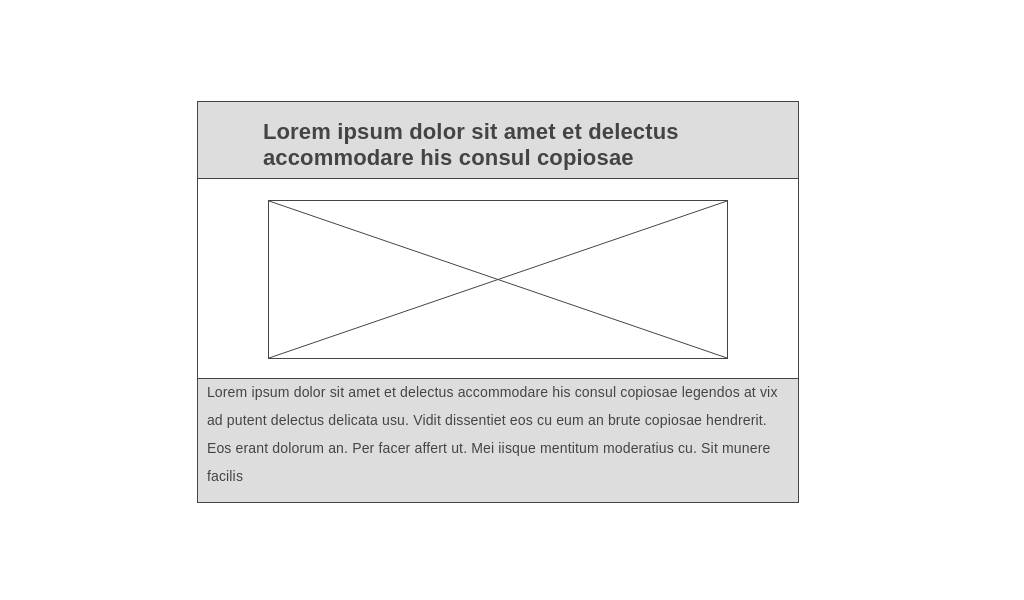 Lorem ipsum dolor sit amet et delectus
accommodare his consul copiosae
Lorem ipsum dolor sit amet et delectus accommodare his consul copiosae legendos at vix
ad putent delectus delicata usu. Vidit dissentiet eos cu eum an brute copiosae hendrerit.
Eos erant dolorum an. Per facer affert ut. Mei iisque mentitum moderatius cu. Sit munere
facilis